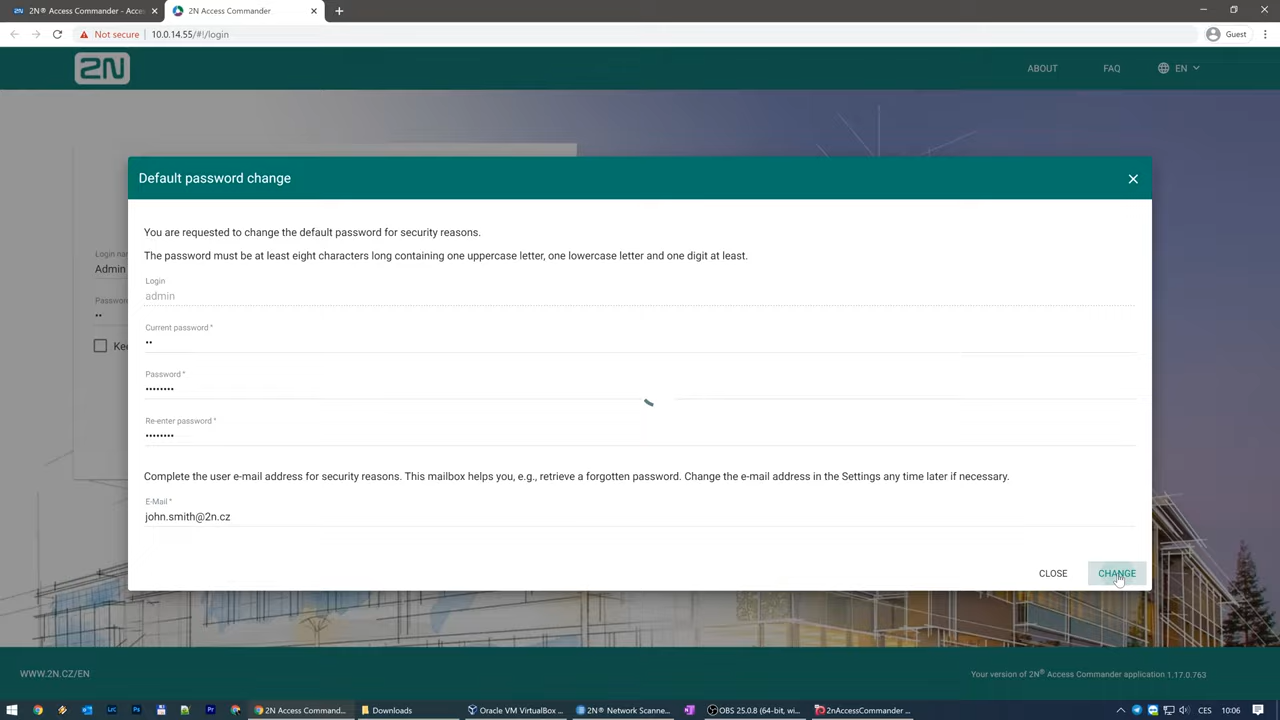 2N® Access Commander - Acce
2N Access Commander
Not secure
10.0.14.55/#!/login
Guest
2N
ABOUT
FAQ
EN
Default password change
You are requested to change the default password for security reasons.
The password must be at least eight characters long containing one uppercase letter, one lowercase letter and one digit at least.
Login
admin
Current password *
••
Password *
••••••••
Re-enter password *
••••••••
Complete the user e-mail address for security reasons. This mailbox helps you, e.g., retrieve a forgotten password. Change the e-mail address in the Settings any time later if necessary.
E-Mail *
john.smith@2n.cz
CLOSE
CHANGE
Login na
Admin
Passwor
••
Kee
WWW.2N.CZ/EN
Your version of 2N® Access Commander application 1.17.0.763
2N Access Command...
Downloads
Oracle VM VirtualBox ...
2N® Network Scanne...
OBS 25.0.8 (64-bit, wi...
2nAccessCommander ...
CES
10:06